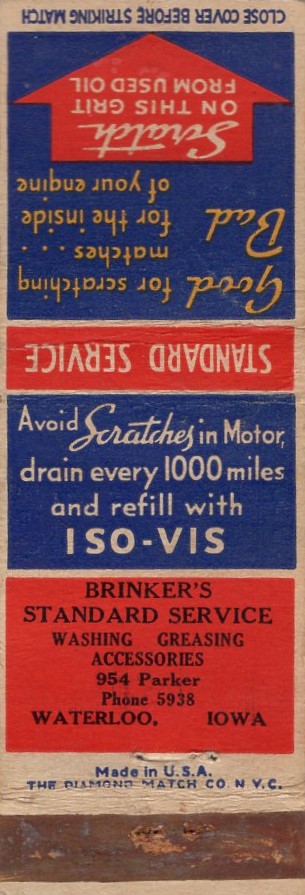 CLOSE COVER BEFORE STRIKING MATCH
Scratch
ON THIS GRIT
FROM USED OIL
Good for scratching
matches . . .
Bad for the inside
of your engine
STANDARD SERVICE
Avoid Scratches in Motor,
drain every 1000 miles
and refill with
ISO-VIS
BRINKER'S
STANDARD SERVICE
WASHING GREASING
ACCESSORIES
954 Parker
Phone 5938
WATERLOO, IOWA
Made in U.S.A.
THE DIAMOND MATCH CO. N.Y.C.